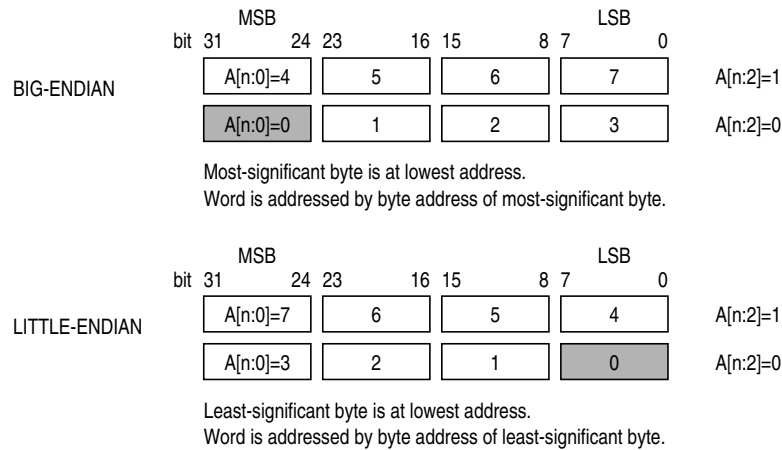 MSB LSB
bit 31 24 23 16 15 8 7 0
BIG-ENDIAN
A[n:0]=4 5 6 7 A[n:2]=1
A[n:0]=0 1 2 3 A[n:2]=0
Most-significant byte is at lowest address.
Word is addressed by byte address of most-significant byte.
MSB LSB
bit 31 24 23 16 15 8 7 0
LITTLE-ENDIAN
A[n:0]=7 6 5 4 A[n:2]=1
A[n:0]=3 2 1 0 A[n:2]=0
Least-significant byte is at lowest address.
Word is addressed by byte address of least-significant byte.